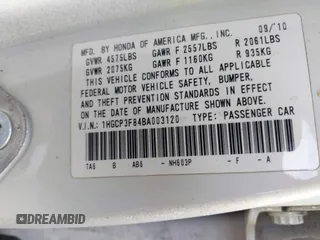 MFD. BY HONDA OF AMERICA MFG., INC. 09/10
GVWR 4575LBS GAWR F 2557LBS R 2061LBS
GVWR 2075KG GAWR F 1160KG R 935KG
THIS VEHICLE CONFORMS TO ALL APPLICABLE
FEDERAL MOTOR VEHICLE SAFETY, BUMPER,
AND THEFT PREVENTION STANDARDS IN EFFECT ON
THE DATE OF MANUFACTURE SHOWN ABOVE.
V.I.N.: 1HGCP3F84BA003120 TYPE: PASSENGER CAR
TA6 B AB6 - NH603P - F - A
DREAMBID DREAMBID